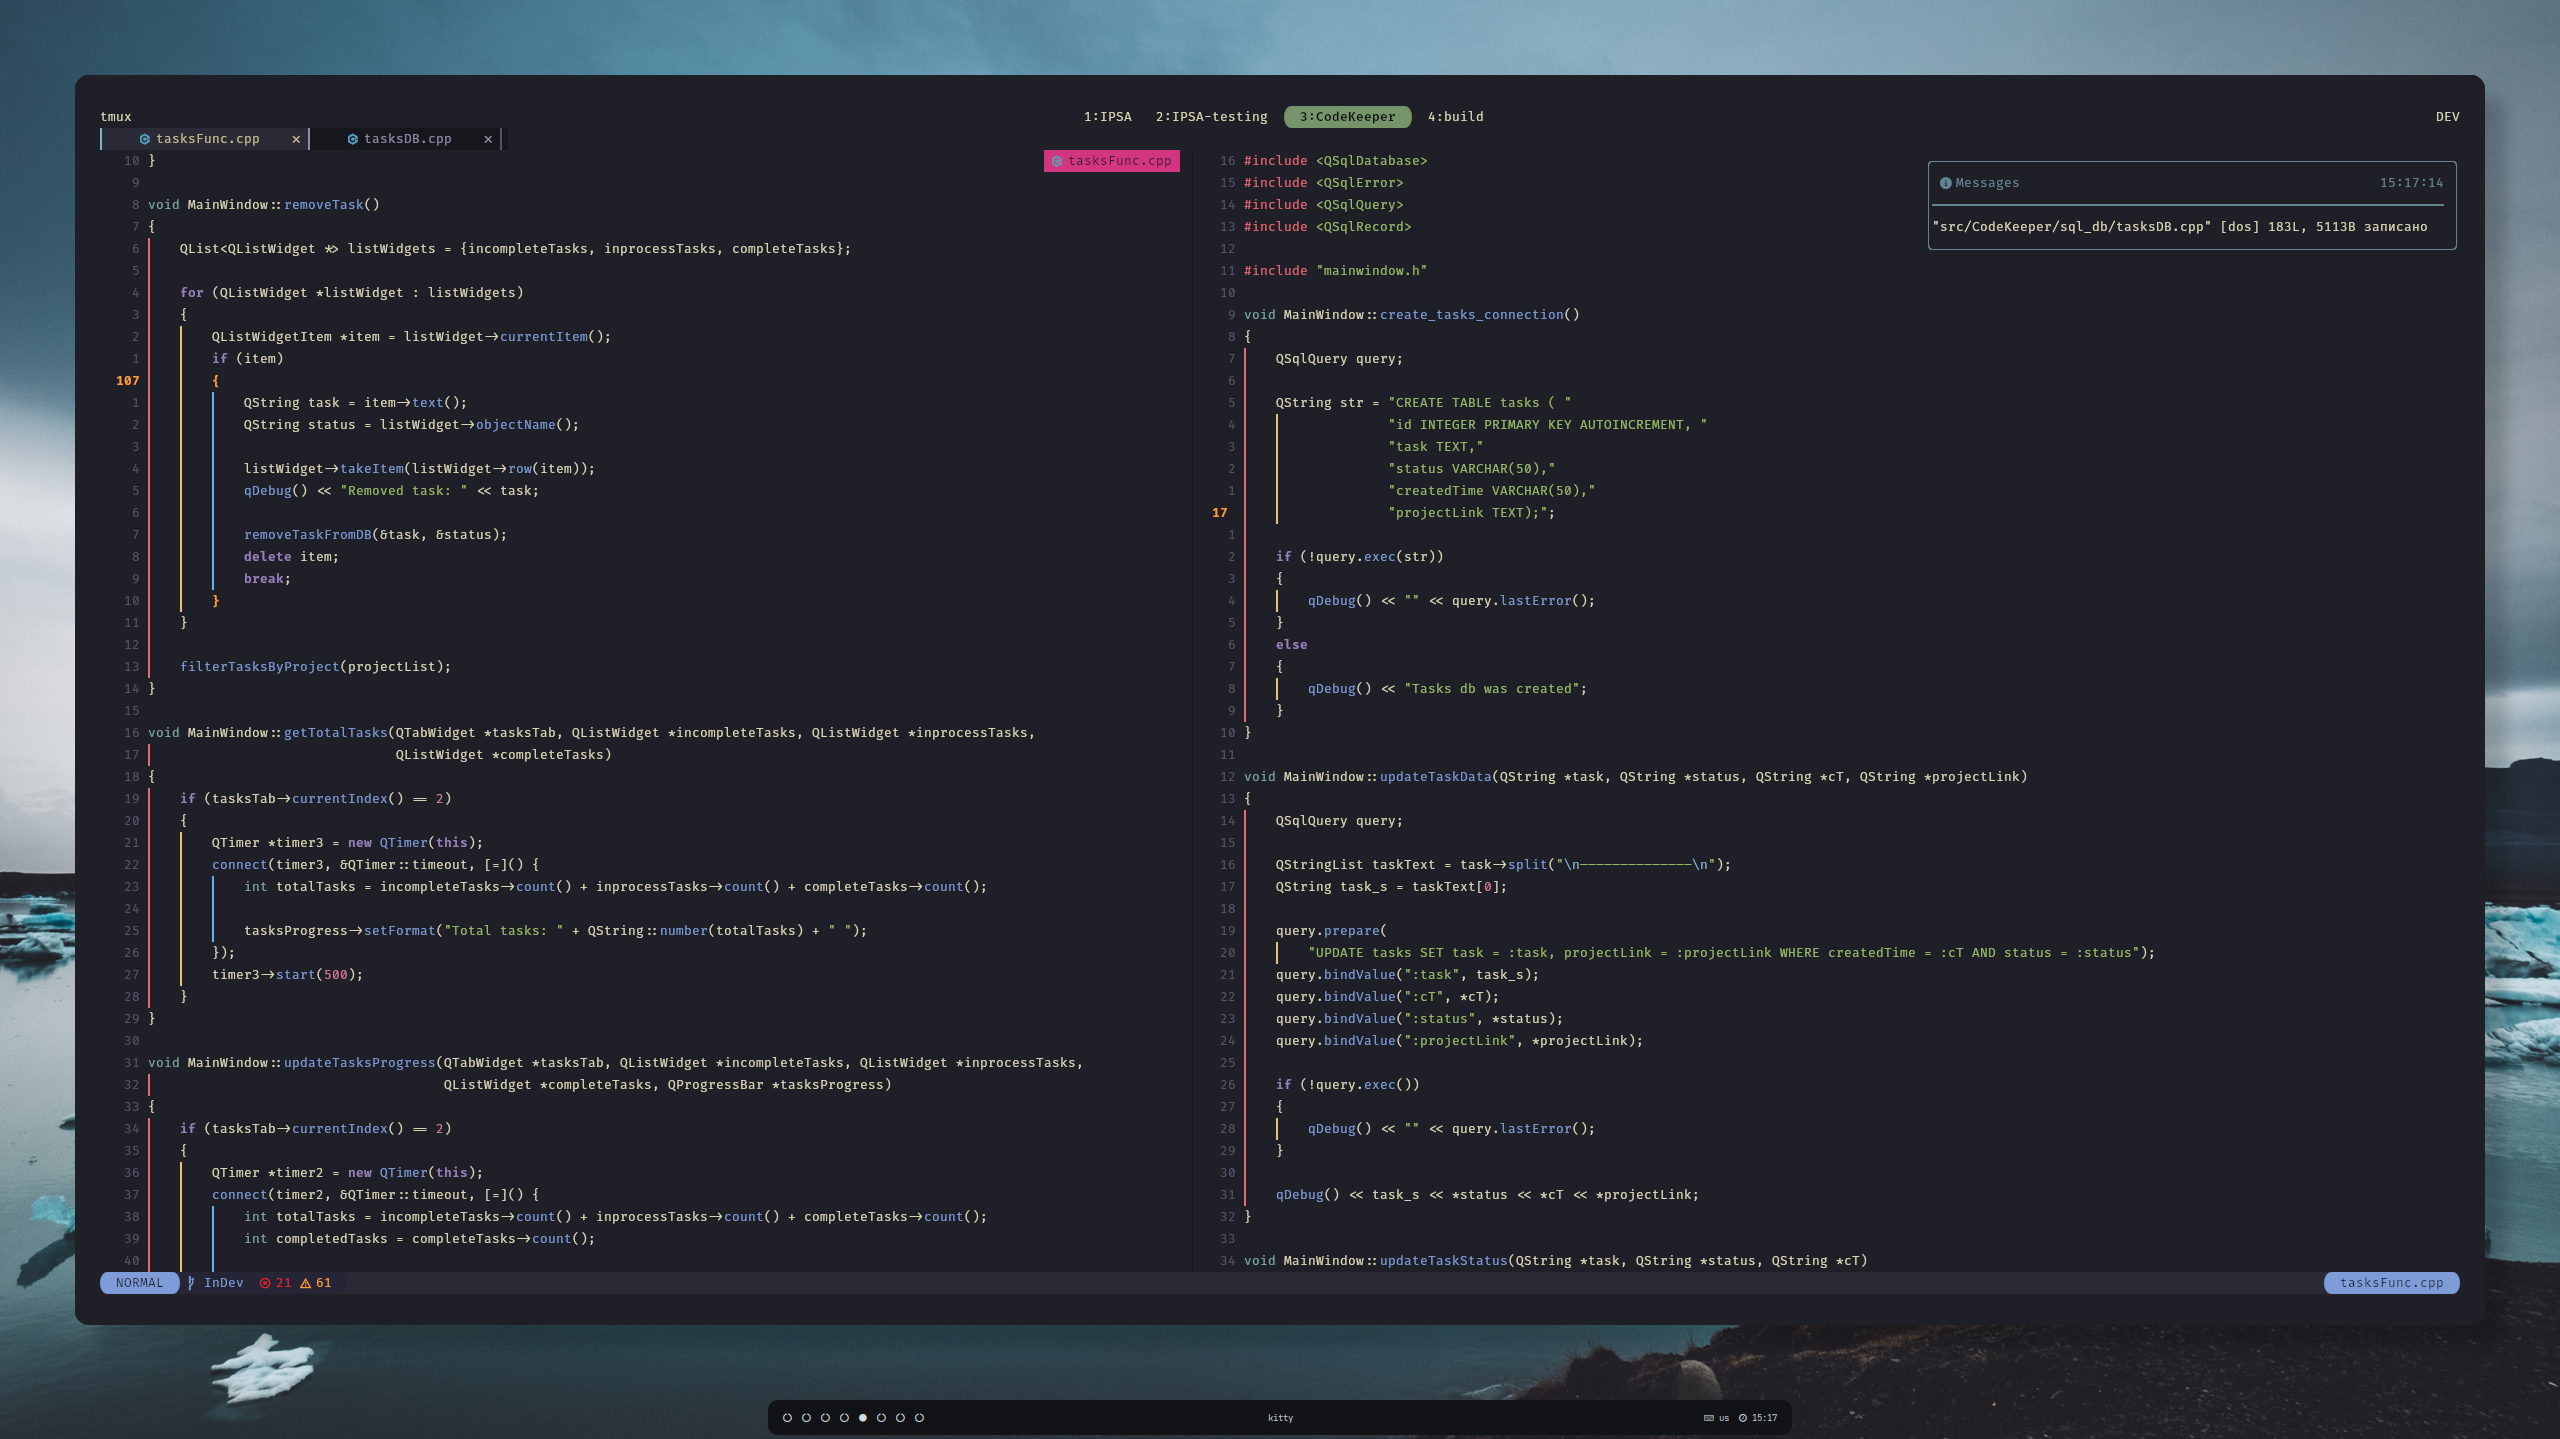 tmux
1:IPSA 2:IPSA-testing 3:CodeKeeper 4:build
DEV
tasksFunc.cpp ×
tasksDB.cpp ×
10 }
tasksFunc.cpp
9
8 void MainWindow::removeTask()
7 {
6 QList<QListWidget *> listWidgets = {incompleteTasks, inprocessTasks, completeTasks};
5
4 for (QListWidget *listWidget : listWidgets)
3 {
2 QListWidgetItem *item = listWidget->currentItem();
1 if (item)
107 {
1 QString task = item->text();
2 QString status = listWidget->objectName();
3
4 listWidget->takeItem(listWidget->row(item));
5 qDebug() << "Removed task: " << task;
6
7 removeTaskFromDB(&task, &status);
8 delete item;
9 break;
10 }
11 }
12
13 filterTasksByProject(projectList);
14 }
15
16 void MainWindow::getTotalTasks(QTabWidget *tasksTab, QListWidget *incompleteTasks, QListWidget *inprocessTasks,
17 QListWidget *completeTasks)
18 {
19 if (tasksTab->currentIndex() == 2)
20 {
21 QTimer *timer3 = new QTimer(this);
22 connect(timer3, &QTimer::timeout, [=]() {
23 int totalTasks = incompleteTasks->count() + inprocessTasks->count() + completeTasks->count();
24
25 tasksProgress->setFormat("Total tasks: " + QString::number(totalTasks) + " ");
26 });
27 timer3->start(500);
28 }
29 }
30
31 void MainWindow::updateTasksProgress(QTabWidget *tasksTab, QListWidget *incompleteTasks, QListWidget *inprocessTasks,
32 QListWidget *completeTasks, QProgressBar *tasksProgress)
33 {
34 if (tasksTab->currentIndex() == 2)
35 {
36 QTimer *timer2 = new QTimer(this);
37 connect(timer2, &QTimer::timeout, [=]() {
38 int totalTasks = incompleteTasks->count() + inprocessTasks->count() + completeTasks->count();
39 int completedTasks = completeTasks->count();
40
16 #include <QSqlDatabase>
15 #include <QSqlError>
14 #include <QSqlQuery>
13 #include <QSqlRecord>
12
11 #include "mainwindow.h"
10
9 void MainWindow::create_tasks_connection()
8 {
7 QSqlQuery query;
6
5 QString str = "CREATE TABLE tasks ( "
4 "id INTEGER PRIMARY KEY AUTOINCREMENT, "
3 "task TEXT,"
2 "status VARCHAR(50),"
1 "createdTime VARCHAR(50),"
17 "projectLink TEXT);";
1
2 if (!query.exec(str))
3 {
4 qDebug() << "" << query.lastError();
5 }
6 else
7 {
8 qDebug() << "Tasks db was created";
9 }
10 }
11
12 void MainWindow::updateTaskData(QString *task, QString *status, QString *cT, QString *projectLink)
13 {
14 QSqlQuery query;
15
16 QStringList taskText = task->split("\n--------------\n");
17 QString task_s = taskText[0];
18
19 query.prepare(
20 "UPDATE tasks SET task = :task, projectLink = :projectLink WHERE createdTime = :cT AND status = :status");
21 query.bindValue(":task", task_s);
22 query.bindValue(":cT", *cT);
23 query.bindValue(":status", *status);
24 query.bindValue(":projectLink", *projectLink);
25
26 if (!query.exec())
27 {
28 qDebug() << "" << query.lastError();
29 }
30
31 qDebug() << task_s << *status << *cT << *projectLink;
32 }
33
34 void MainWindow::updateTaskStatus(QString *task, QString *status, QString *cT)
Messages 15:17:14
"src/CodeKeeper/sql_db/tasksDB.cpp" [dos] 183L, 5113B записано
NORMAL InDev 21 61
tasksFunc.cpp
kitty
us 15:17